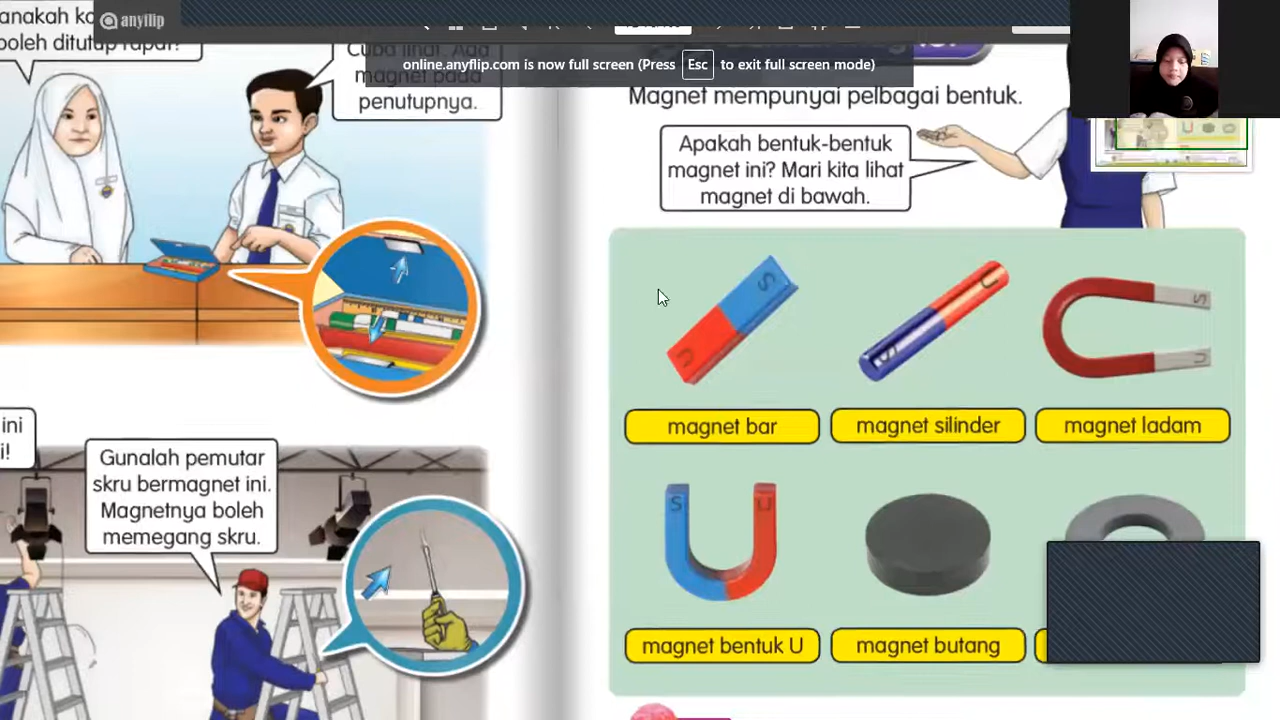 anyflip
online.anyflip.com is now full screen (Press Esc to exit full screen mode)
boleh ditutup rapat?
Cuba lihat. Ada
magnet pada
penutupnya.
ini
i!
Gunalah pemutar
skru bermagnet ini.
Magnetnya boleh
memegang skru.
Magnet mempunyai pelbagai bentuk.
Apakah bentuk-bentuk
magnet ini? Mari kita lihat
magnet di bawah.
S
U
U
S
S
U
magnet bar
magnet silinder
magnet ladam
S
U
magnet bentuk U
magnet butang